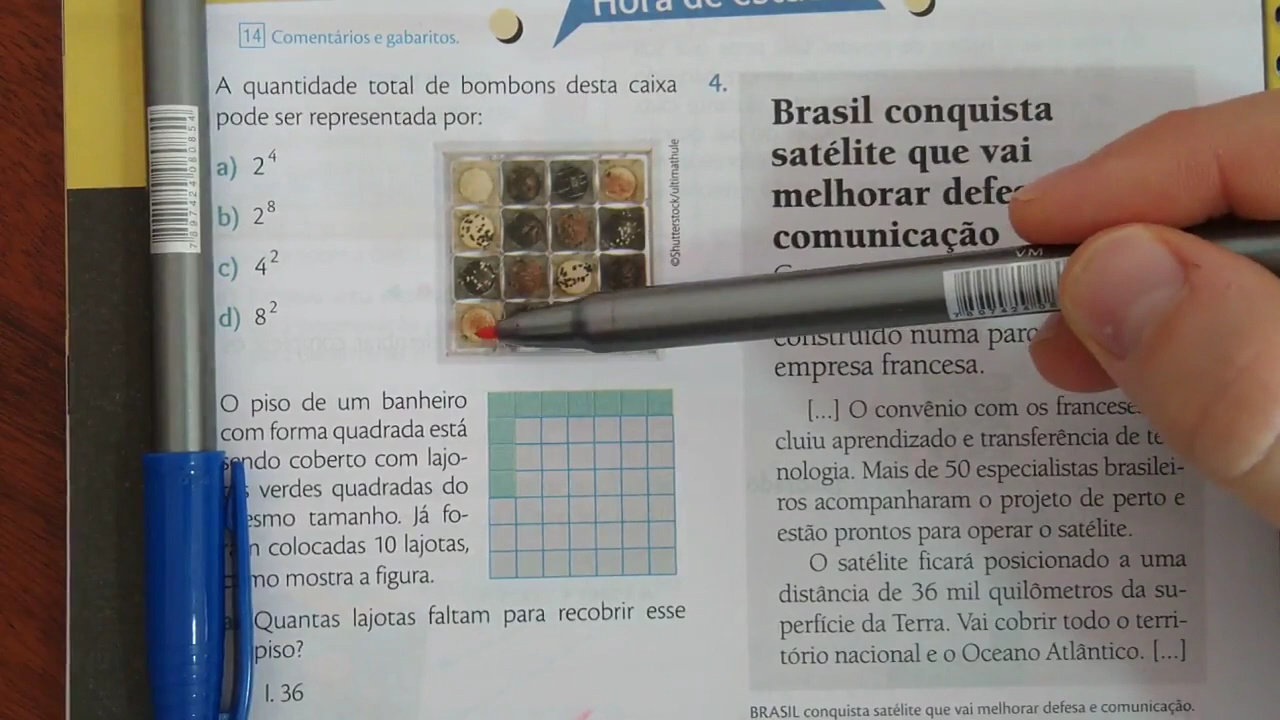 Hora de
14 Comentários e gabaritos.
A quantidade total de bombons desta caixa
pode ser representada por:
a) 2⁴
b) 2⁸
c) 4²
d) 8²
©Shutterstock/ultimathule
O piso de um banheiro
com forma quadrada está
sendo coberto com lajo-
verdes quadradas do
mesmo tamanho. Já fo-
colocadas 10 lajotas,
mostra a figura.
Quantas lajotas faltam para recobrir esse
piso?
I. 36
4.
Brasil conquista
satélite que vai
melhorar
comunicação
construído numa
empresa francesa.
[...] O convênio com os
cluiu aprendizado e transferência de te
nologia. Mais de 50 especialistas brasilei-
ros acompanharam o projeto de perto e
estão prontos para operar o satélite.
O satélite ficará posicionado a uma
distância de 36 mil quilômetros da su-
perfície da Terra. Vai cobrir todo o terri-
tório nacional e o Oceano Atlântico. [...]
BRASIL conquista satélite que vai melhorar defesa e comunicação.
VM
7897424080854